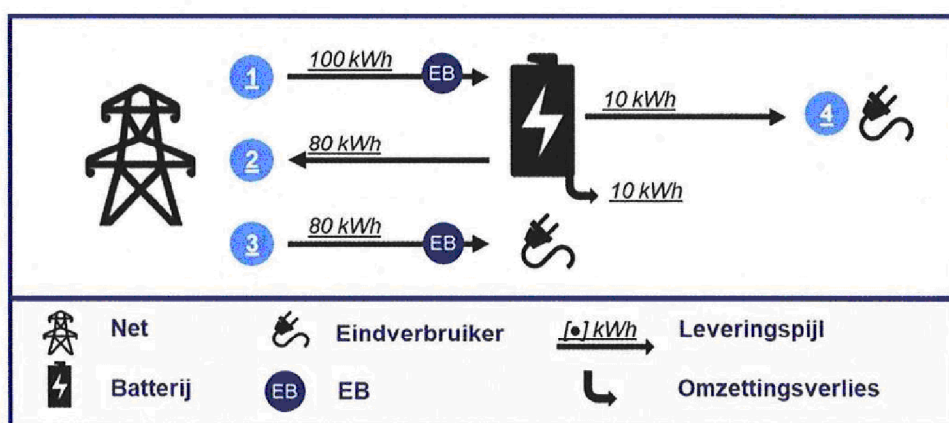 1 100 kWh EB
10 kWh 4
2 80 kWh
10 kWh
3 80 kWh EB
Net Eindverbruiker [●] kWh Leveringspijl
Batterij EB EB Omzettingsverlies